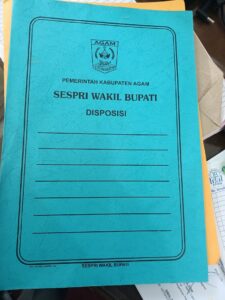 AGAM
PEMERINTAH KABUPATEN AGAM
SESPRI WAKIL BUPATI
DISPOSISI
SESPRI WAKIL BUPATI